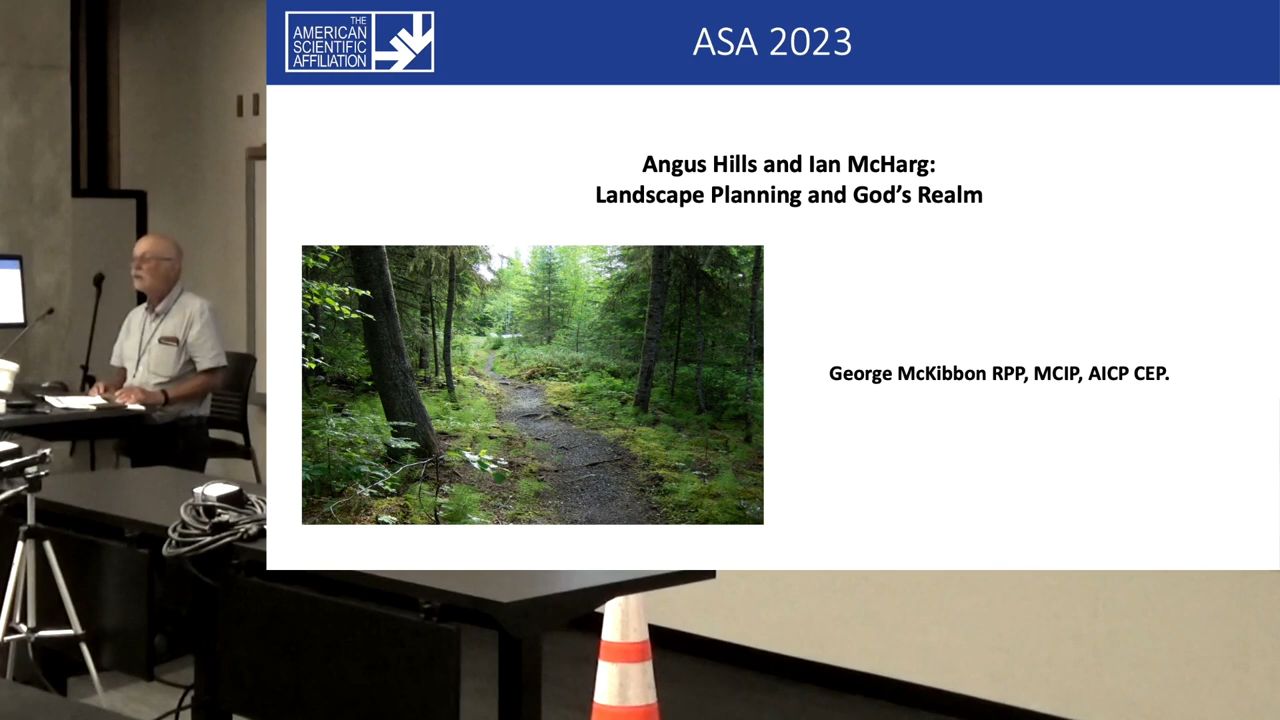 THE
AMERICAN
SCIENTIFIC
AFFILIATION
ASA 2023
Angus Hills and Ian McHarg:
Landscape Planning and God's Realm
George McKibbon RPP, MCIP, AICP CEP.